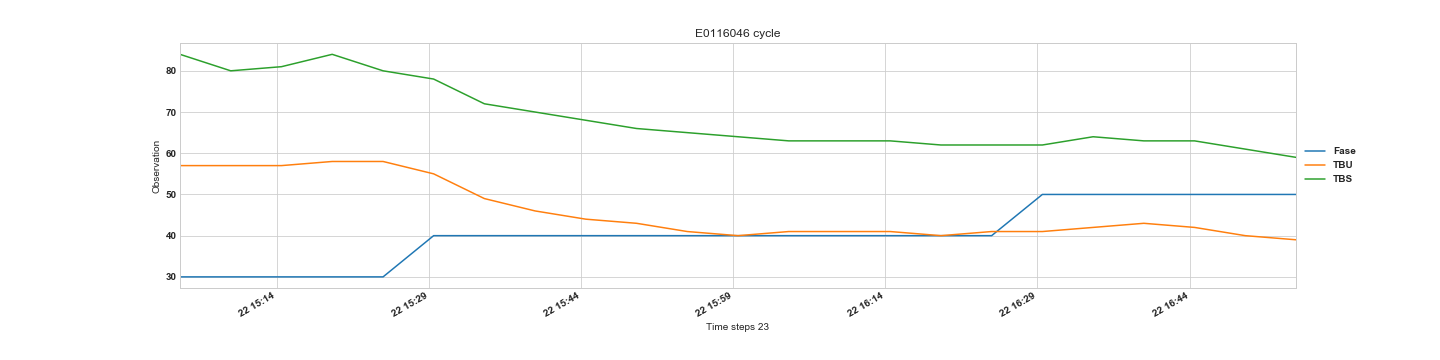 E0116046 cycle
Observation
80
70
60
50
40
30
22 15:14
22 15:29
22 15:44
22 15:59
22 16:14
22 16:29
22 16:44
Time steps 23
Fase
TBU
TBS